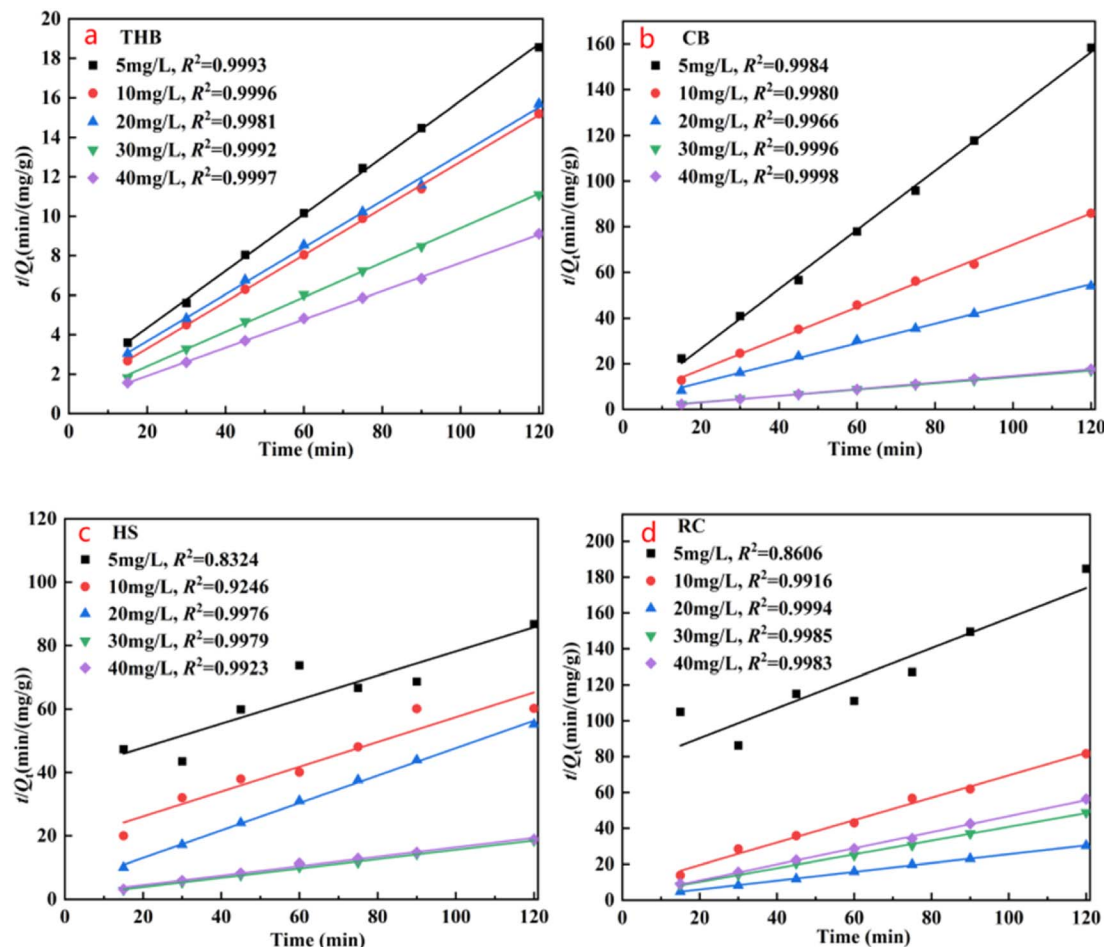 a THB
5mg/L, R²=0.9993
10mg/L, R²=0.9996
20mg/L, R²=0.9981
30mg/L, R²=0.9992
40mg/L, R²=0.9997
t/Qt(min/(mg/g))
20
18
16
14
12
10
8
6
4
2
0
0 20 40 60 80 100 120
Time (min)
b CB
5mg/L, R²=0.9984
10mg/L, R²=0.9980
20mg/L, R²=0.9966
30mg/L, R²=0.9996
40mg/L, R²=0.9998
t/Qt(min/(mg/g))
160
140
120
100
80
60
40
20
0
0 20 40 60 80 100 120
Time (min)
c HS
5mg/L, R²=0.8324
10mg/L, R²=0.9246
20mg/L, R²=0.9976
30mg/L, R²=0.9979
40mg/L, R²=0.9923
t/Qt(min/(mg/g))
120
100
80
60
40
20
0
0 20 40 60 80 100 120
Time (min)
d RC
5mg/L, R²=0.8606
10mg/L, R²=0.9916
20mg/L, R²=0.9994
30mg/L, R²=0.9985
40mg/L, R²=0.9983
t/Qt(min/(mg/g))
200
180
160
140
120
100
80
60
40
20
0
0 20 40 60 80 100 120
Time (min)